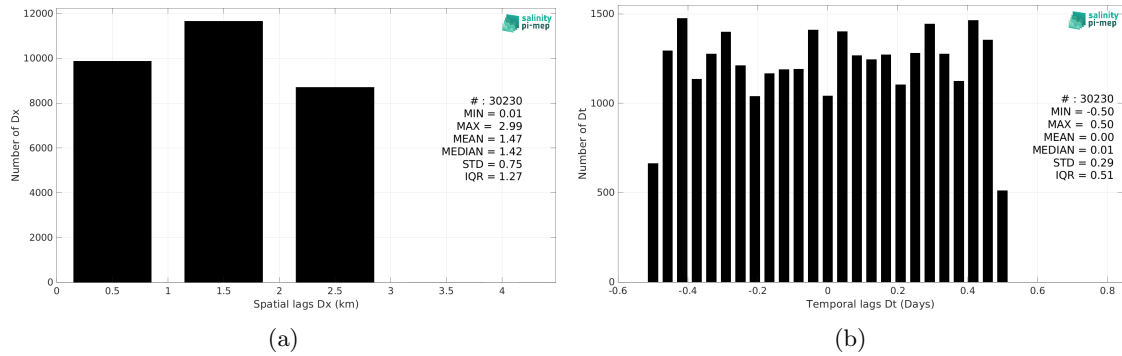 12000
10000
8000
6000
4000
2000
0
Number of Dx
0 0.5 1 1.5 2 2.5 3 3.5 4
Spatial lags Dx (km)
salinity
pi-mep
# : 30230
MIN = 0.01
MAX = 2.99
MEAN = 1.47
MEDIAN = 1.42
STD = 0.75
IQR = 1.27
(a)
1500
1000
500
0
Number of Dt
-0.6 -0.4 -0.2 0 0.2 0.4 0.6 0.8
Temporal lags Dt (Days)
salinity
pi-mep
# : 30230
MIN = -0.50
MAX = 0.50
MEAN = 0.00
MEDIAN = 0.01
STD = 0.29
IQR = 0.51
(b)